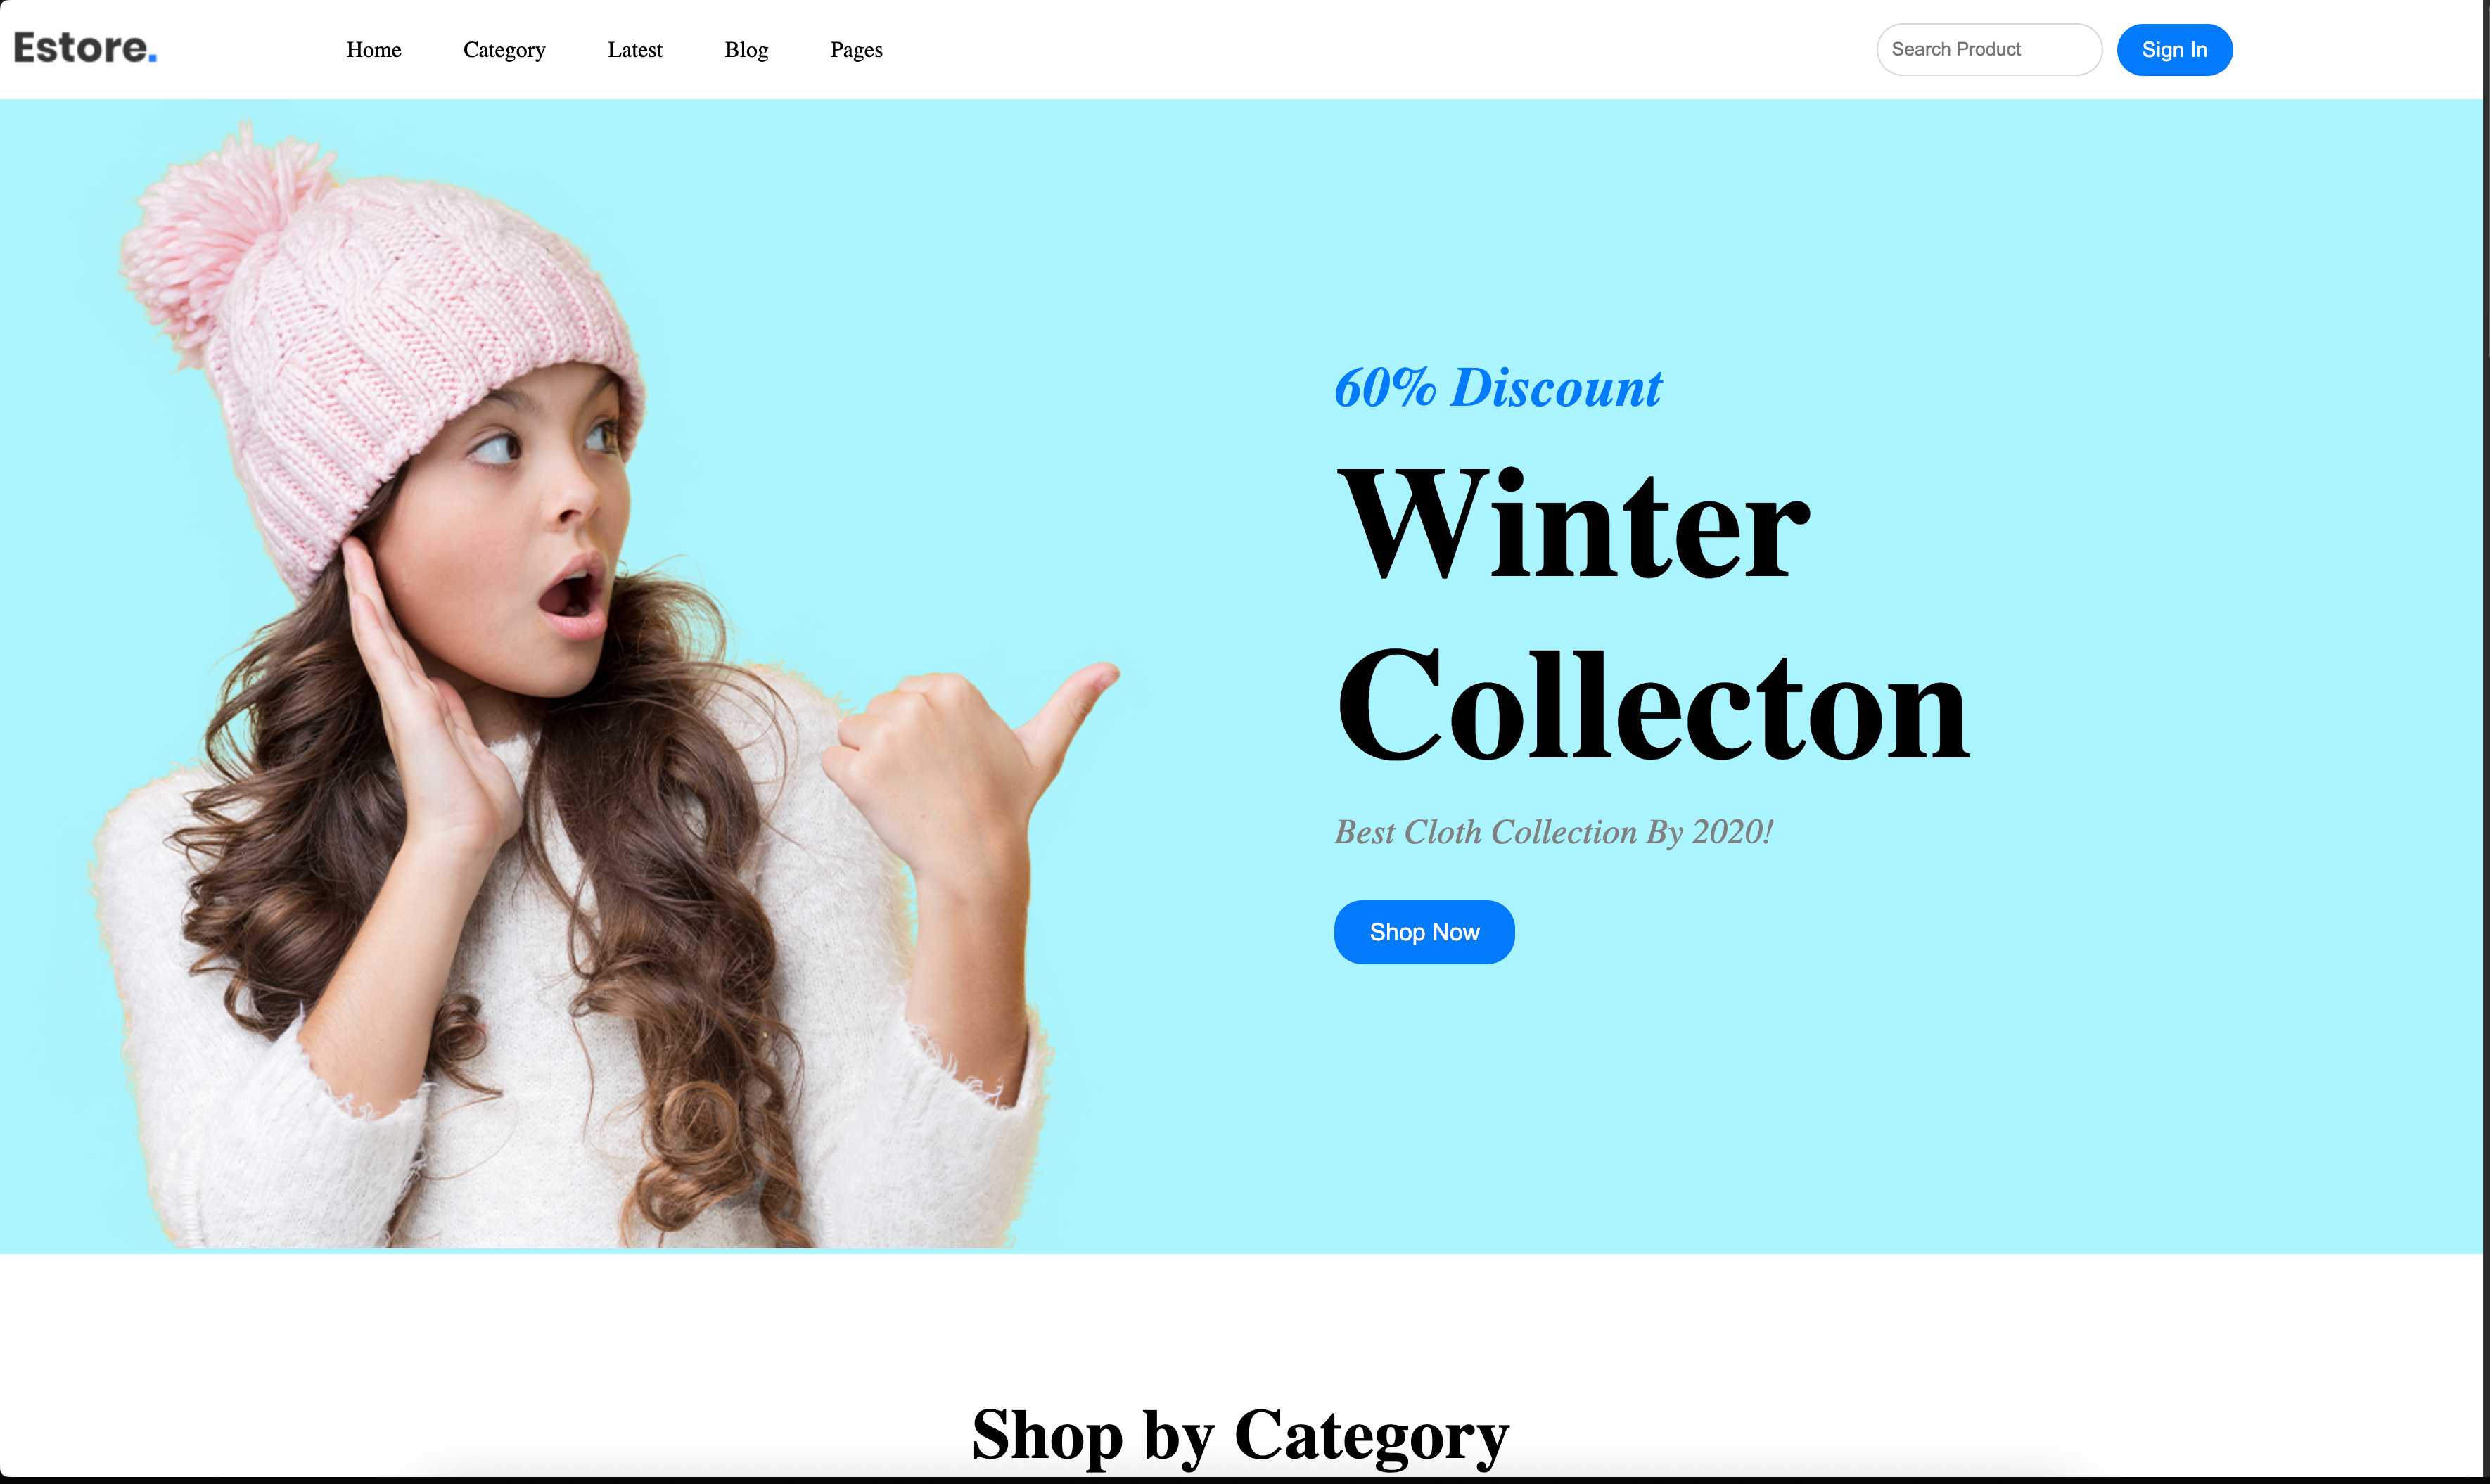 Estore.
Home Category Latest Blog Pages
Search Product
Sign In
60% Discount
Winter
Collecton
Best Cloth Collection By 2020!
Shop Now
Shop by Category